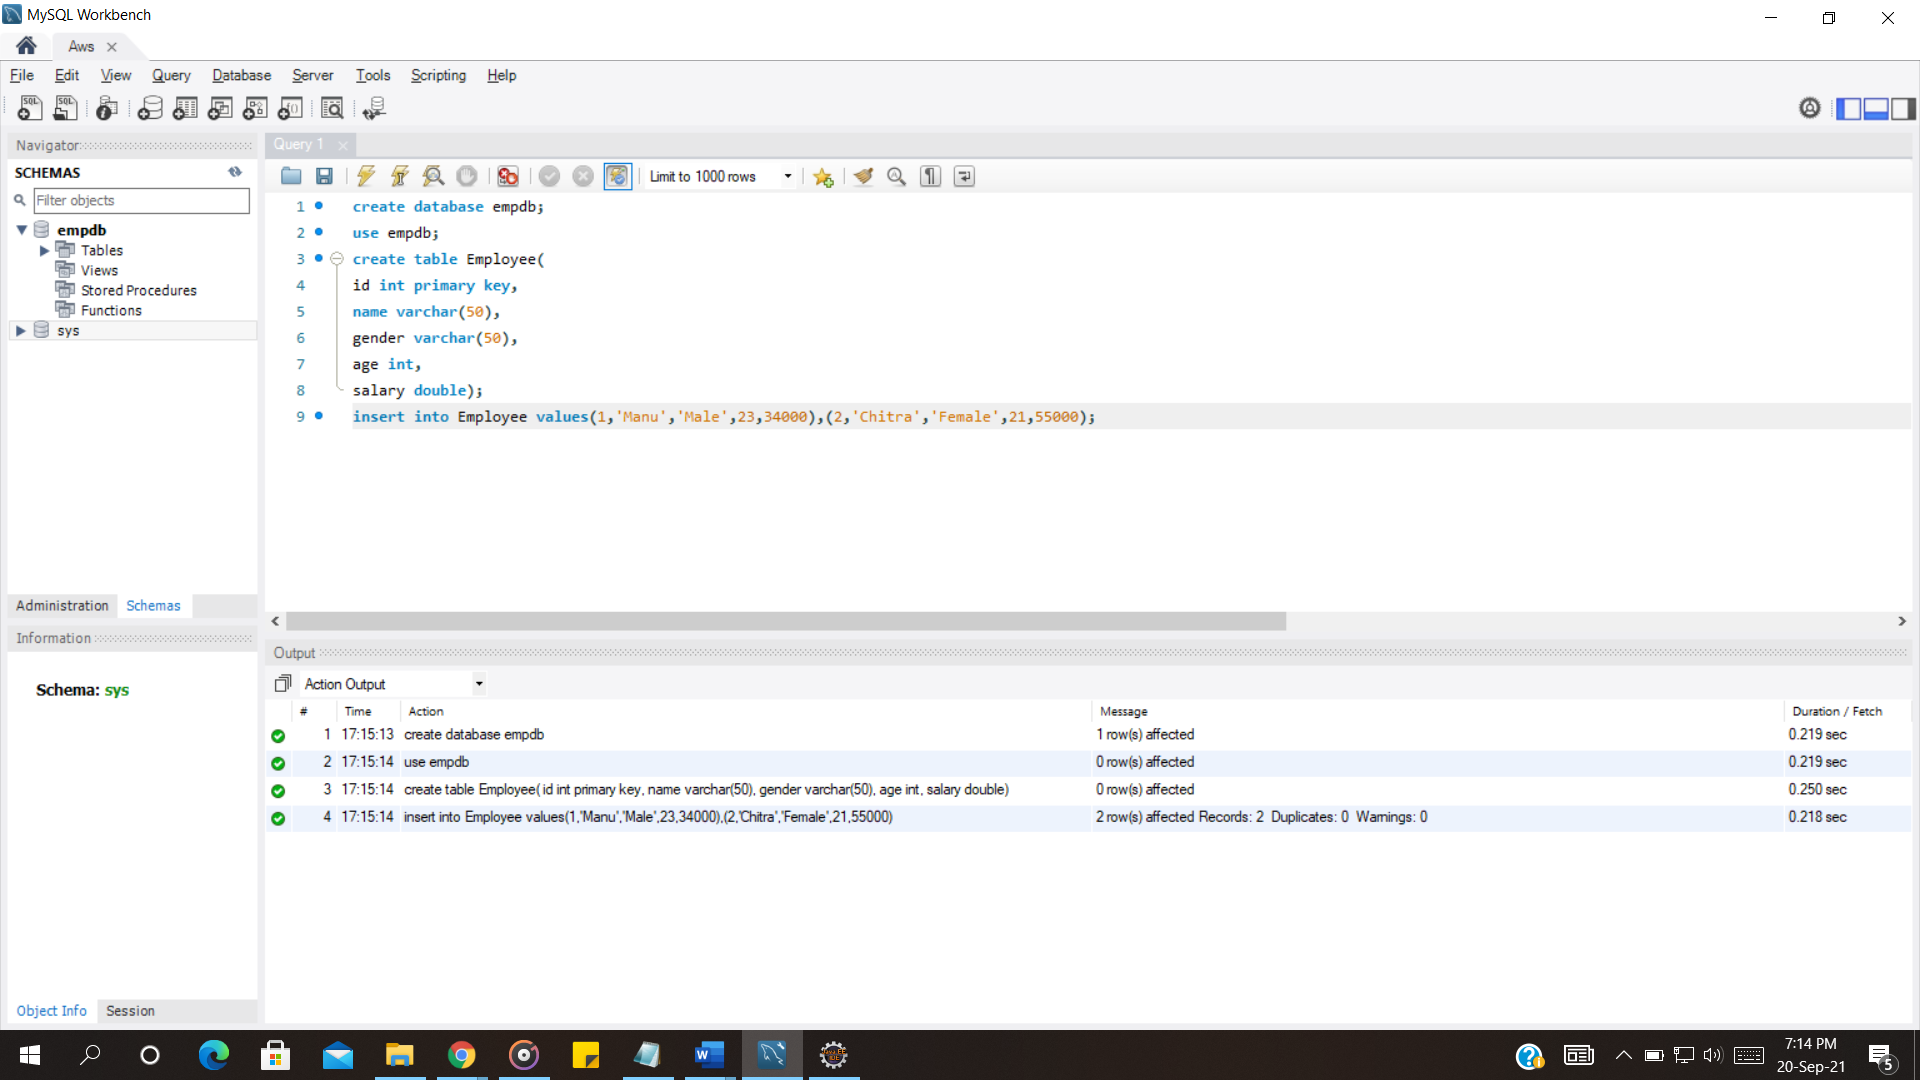 MySQL Workbench
Aws
File Edit View Query Database Server Tools Scripting Help
Navigator
SCHEMAS
Filter objects
empdb
Tables
Views
Stored Procedures
Functions
sys
Administration Schemas
Information
Schema: sys
Object Info Session
Query 1
Limit to 1000 rows
1 create database empdb;
2 use empdb;
3 create table Employee(
4 id int primary key,
5 name varchar(50),
6 gender varchar(50),
7 age int,
8 salary double);
9 insert into Employee values(1,'Manu','Male',23,34000),(2,'Chitra','Female',21,55000);
Output
Action Output
# Time Action Message Duration / Fetch
1 17:15:13 create database empdb 1 row(s) affected 0.219 sec
2 17:15:14 use empdb 0 row(s) affected 0.219 sec
3 17:15:14 create table Employee( id int primary key, name varchar(50), gender varchar(50), age int, salary double) 0 row(s) affected 0.250 sec
4 17:15:14 insert into Employee values(1,'Manu','Male',23,34000),(2,'Chitra','Female',21,55000) 2 row(s) affected Records: 2 Duplicates: 0 Warnings: 0 0.218 sec
7:14 PM
20-Sep-21
5